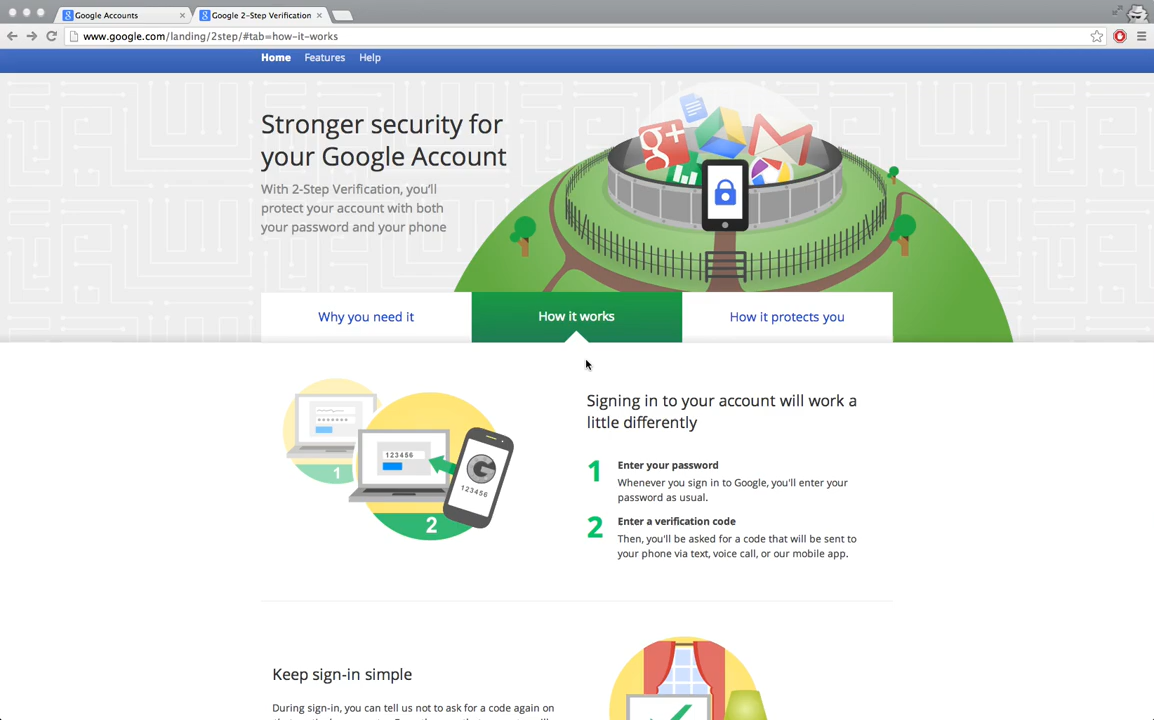 Google Accounts
Google 2-Step Verification
www.google.com/landing/2step/#tab=how-it-works
Home Features Help
Stronger security for
your Google Account
With 2-Step Verification, you'll
protect your account with both
your password and your phone
g+
Why you need it
How it works
How it protects you
1
123456
G
123456
2
Signing in to your account will work a
little differently
1 Enter your password
Whenever you sign in to Google, you'll enter your
password as usual.
2 Enter a verification code
Then, you'll be asked for a code that will be sent to
your phone via text, voice call, or our mobile app.
Keep sign-in simple
During sign-in, you can tell us not to ask for a code again on